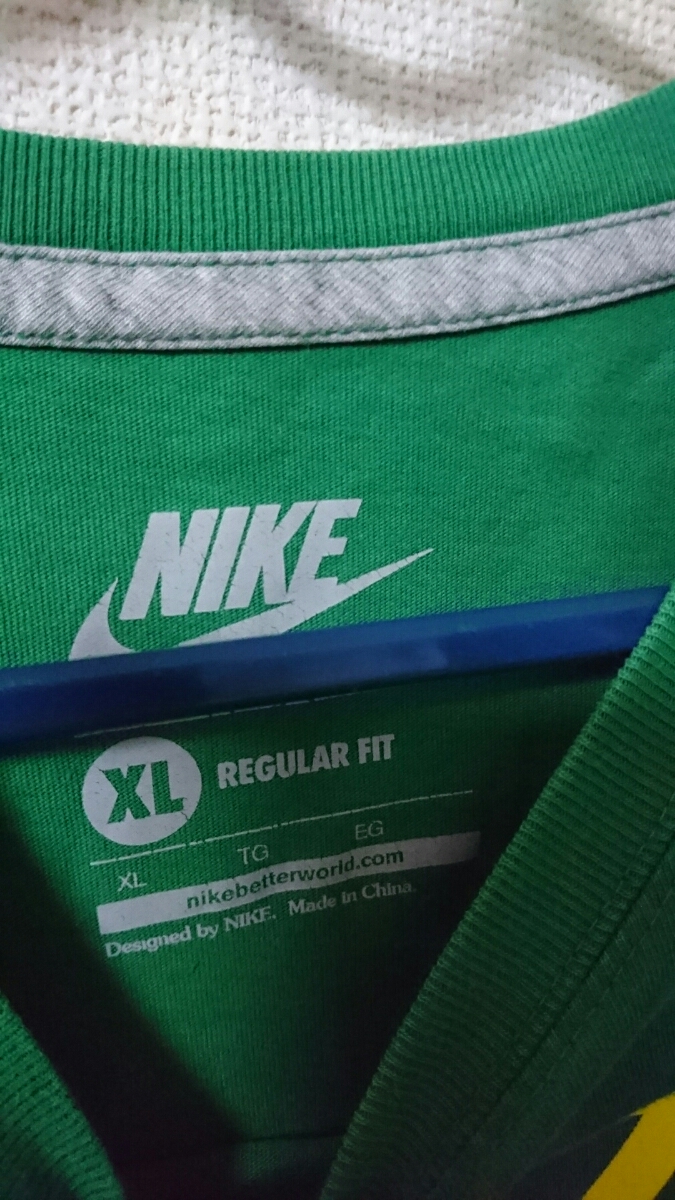 NIKE
XL REGULAR FIT
XL TG EG
nikebetterworld.com
Designed by NIKE. Made in China.